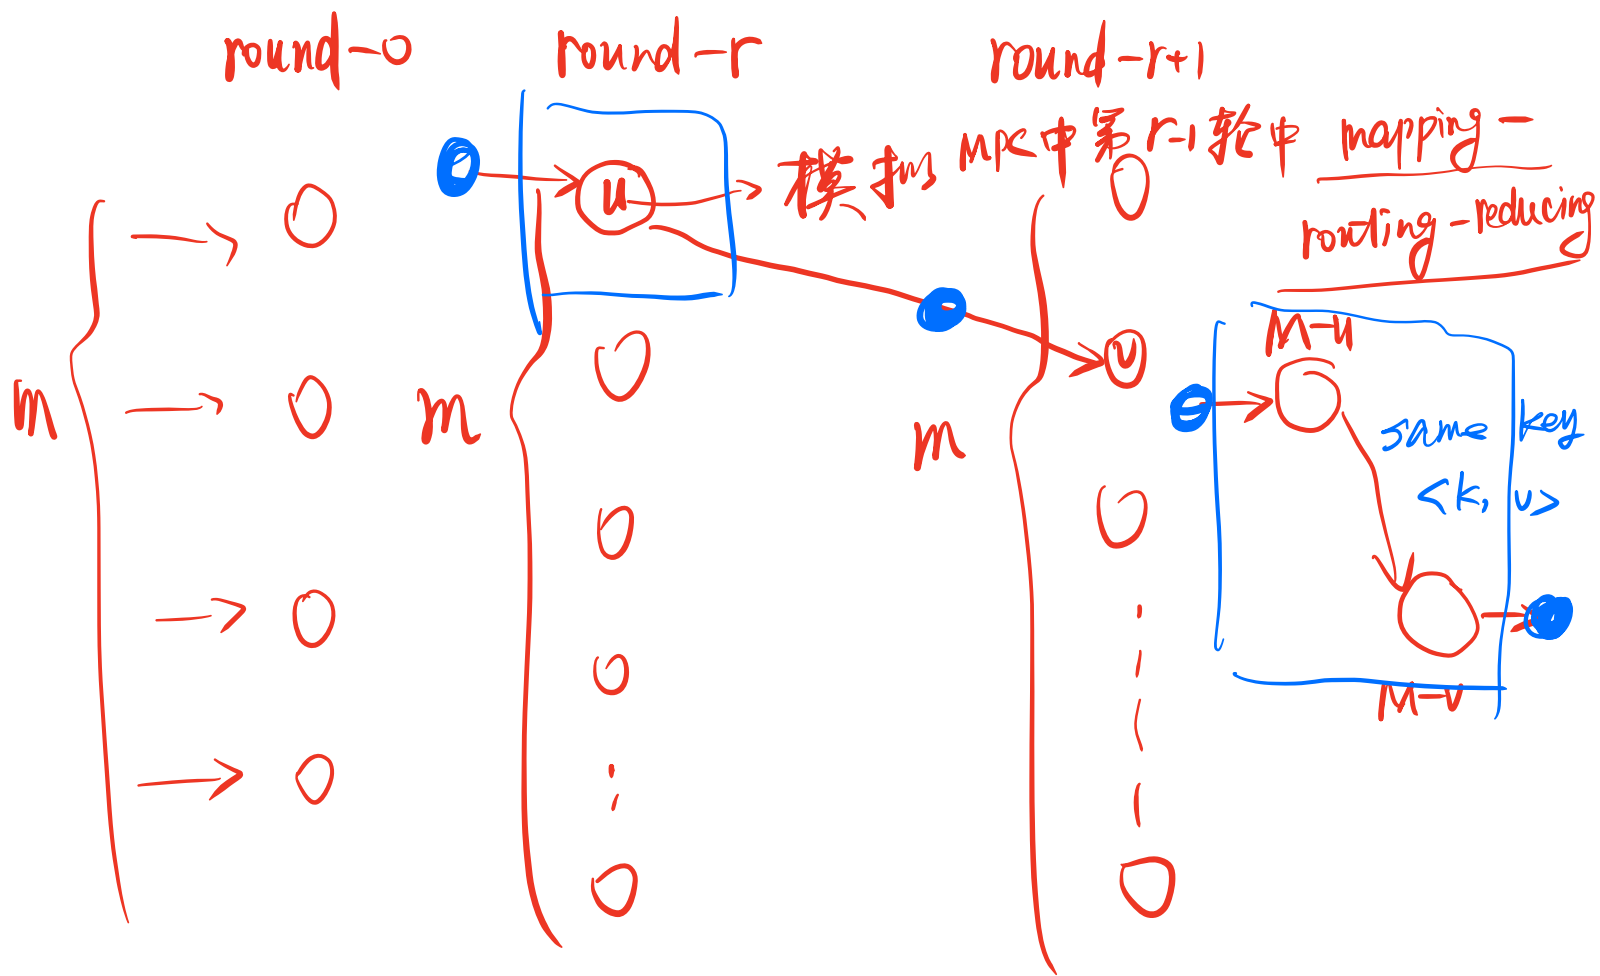 round-0
round-r
round-r+1
u → 模拟 MPC中第r-1轮中 mapping-
routing-reducing
m
m
m
v
M-u
same key
<k, v>
M-v